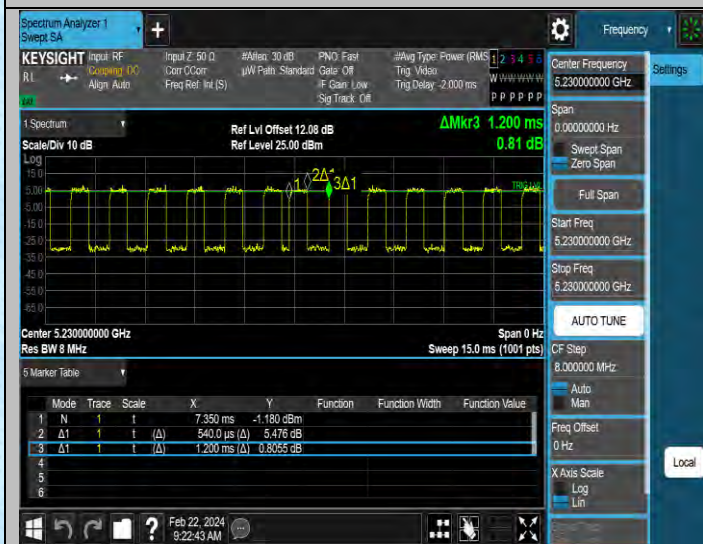 Spectrum Analyzer 1
Swept SA
+
Frequency
KEYSIGHT
RL
Input: RF
Coupling: DC
Align: Auto
Input Z: 50 Ω
Corr CCorr
Freq Ref: Int (S)
#Atten: 30 dB
µW Path: Standard
PNO: Fast
Gate: Off
IF Gain: Low
Sig Track: Off
#Avg Type: Power (RMS
Trig: Video
Trig Delay: -2.000 ms
1 2 3 4 5 6
W W W W W W
P P P P P P
1 Spectrum
Scale/Div 10 dB
Ref Lvl Offset 12.08 dB
Ref Level 25.00 dBm
ΔMkr3 1.200 ms
0.81 dB
Log
15.0
5.00
-5.00
-15.0
-25.0
-35.0
-45.0
-55.0
-65.0
1
2Δ1
3Δ1
Center 5.230000000 GHz
Res BW 8 MHz
Span 0 Hz
Sweep 15.0 ms (1001 pts)
5 Marker Table
Mode Trace Scale X Y Function Function Width Function Value
1 N 1 t 7.350 ms -1.180 dBm
2 Δ1 1 t (Δ) 540.0 µs (Δ) 5.476 dB
3 Δ1 1 t (Δ) 1.200 ms (Δ) 0.8055 dB
4
5
6
Feb 22, 2024
9:22:43 AM
?
Center Frequency
5.230000000 GHz
Settings
Span
0.00000000 Hz
Swept Span
Zero Span
Full Span
Start Freq
5.230000000 GHz
Stop Freq
5.230000000 GHz
AUTO TUNE
CF Step
8.000000 MHz
Auto
Man
Freq Offset
0 Hz
X Axis Scale
Log
Lin
Local